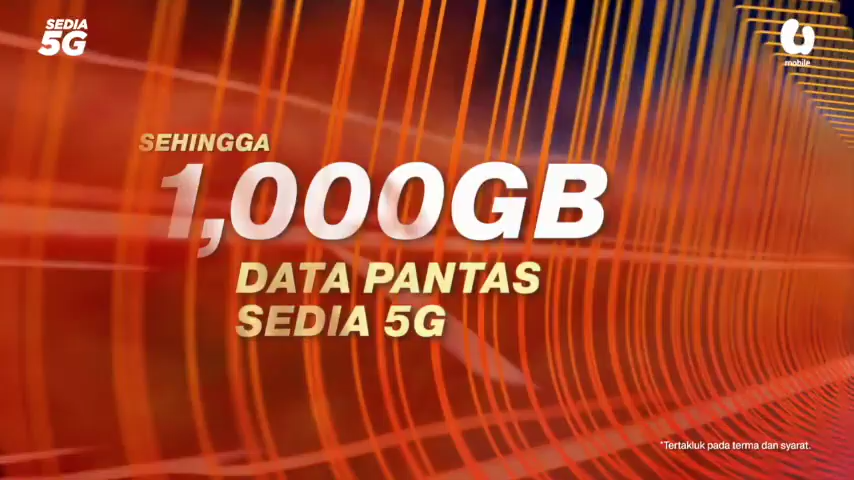 SEDIA
5G
U
mobile
SEHINGGA
1,000GB
DATA PANTAS
SEDIA 5G
*Tertakluk pada terma dan syarat.